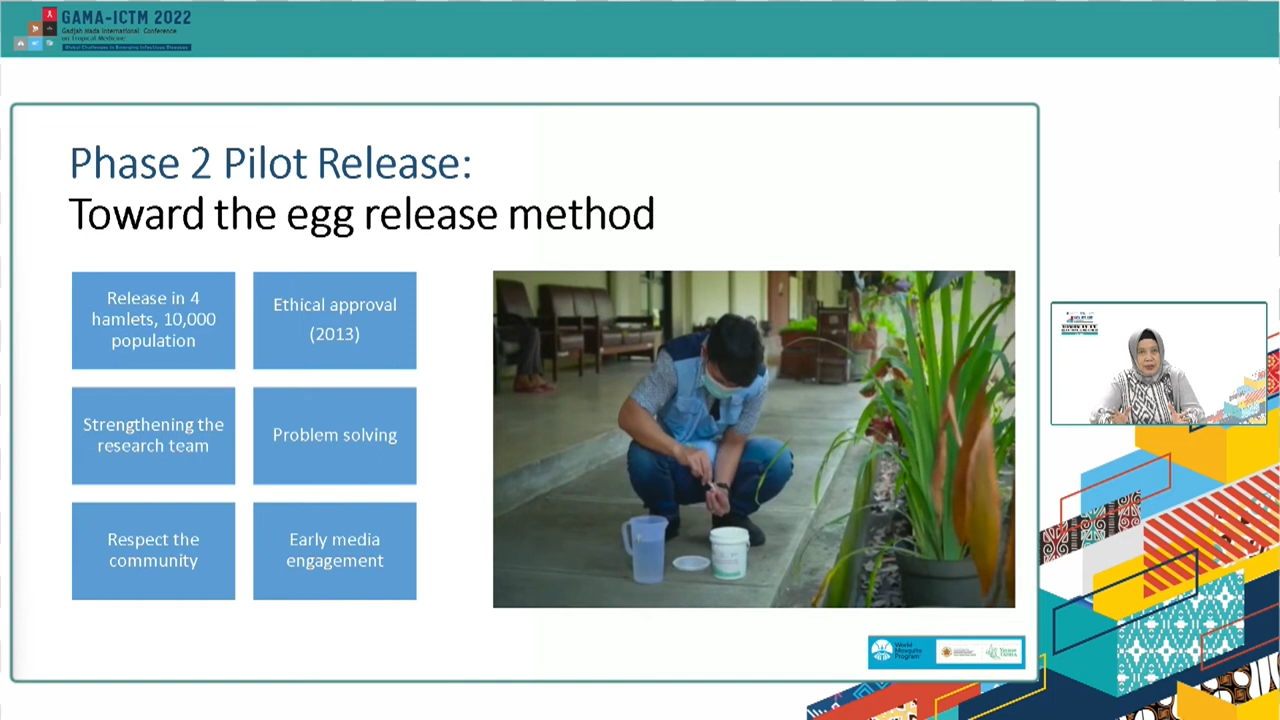 GAMA-ICTM 2022
Gadjah Mada International Conference
on Tropical Medicine
Global Challenges in Emerging Infectious Diseases
Phase 2 Pilot Release:
Toward the egg release method
Release in 4
hamlets, 10,000
population
Ethical approval
(2013)
Strengthening the
research team
Problem solving
Respect the
community
Early media
engagement
World
Mosquito
Program